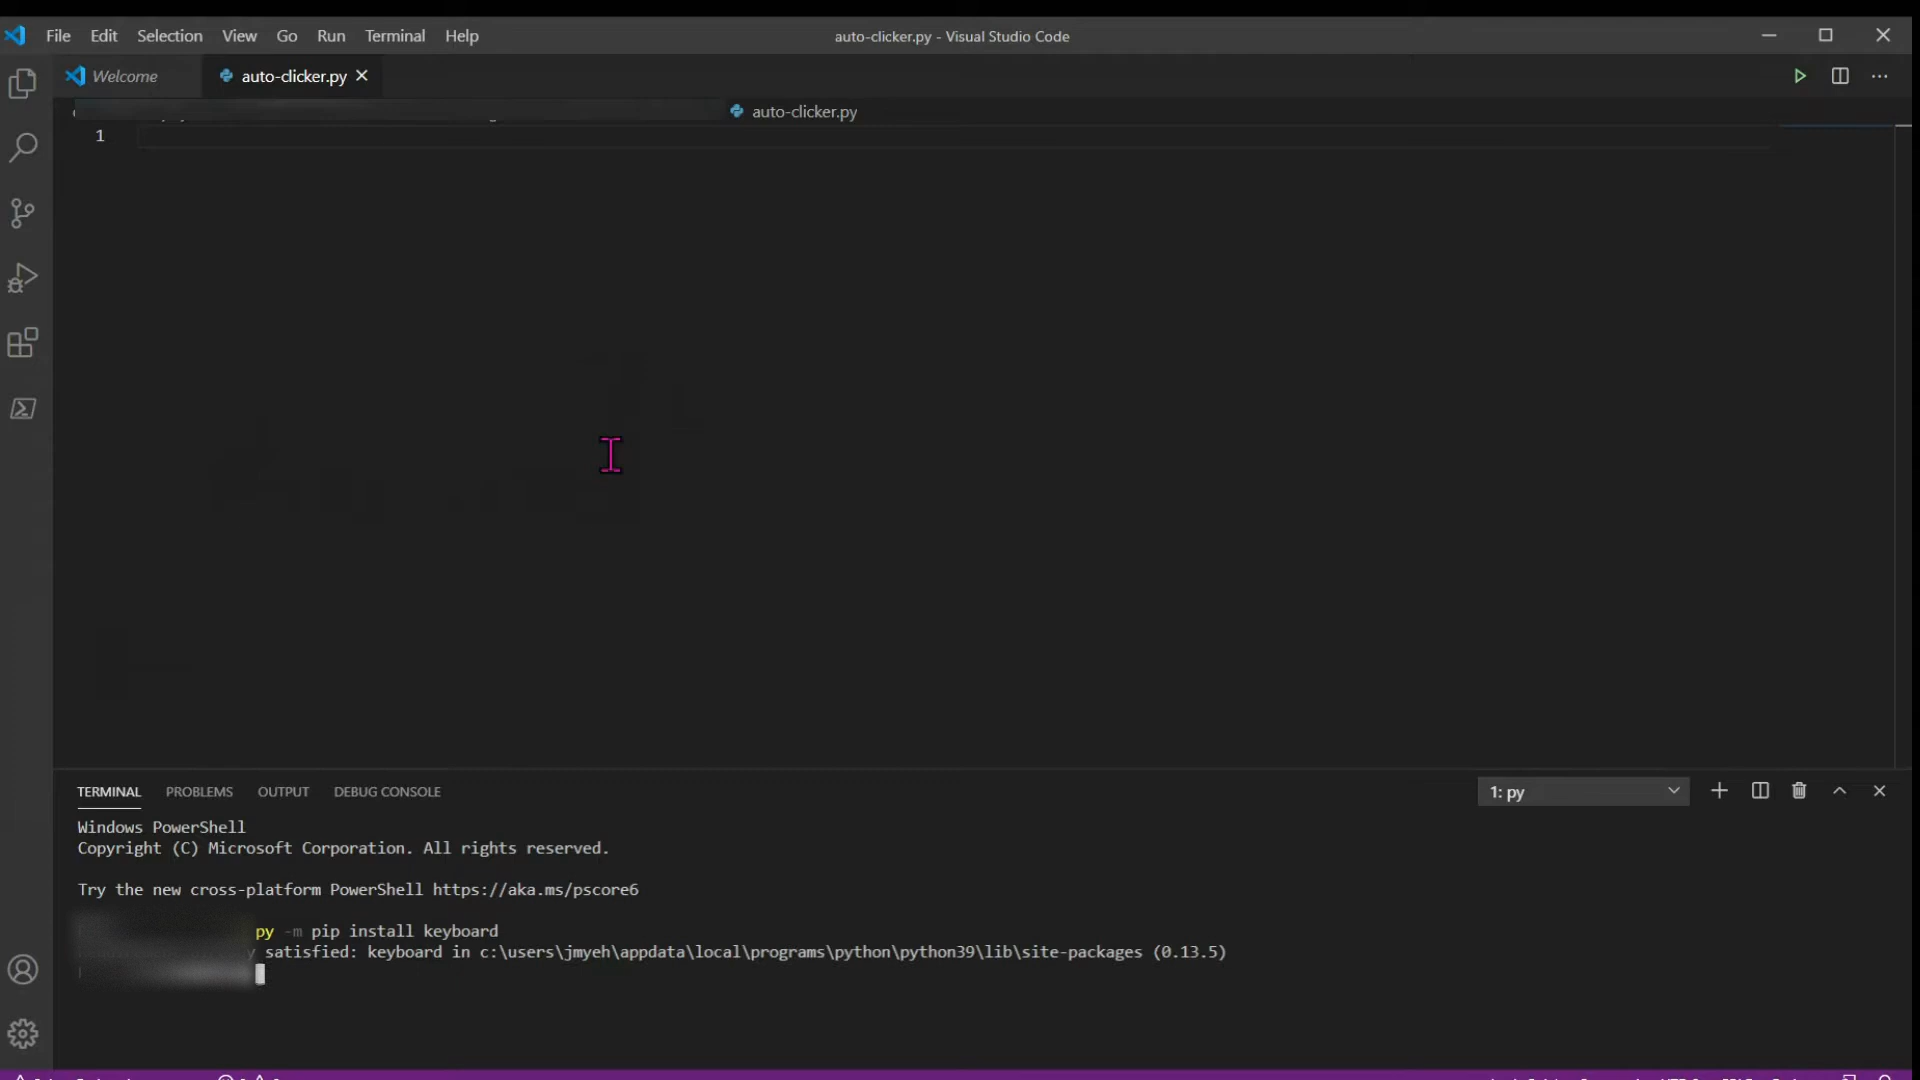 File Edit Selection View Go Run Terminal Help
auto-clicker.py - Visual Studio Code
Welcome auto-clicker.py
auto-clicker.py
1
TERMINAL PROBLEMS OUTPUT DEBUG CONSOLE
1: py
Windows PowerShell
Copyright (C) Microsoft Corporation. All rights reserved.
Try the new cross-platform PowerShell https://aka.ms/pscore6
py -m pip install keyboard
satisfied: keyboard in c:\users\jmyeh\appdata\local\programs\python\python39\lib\site-packages (0.13.5)